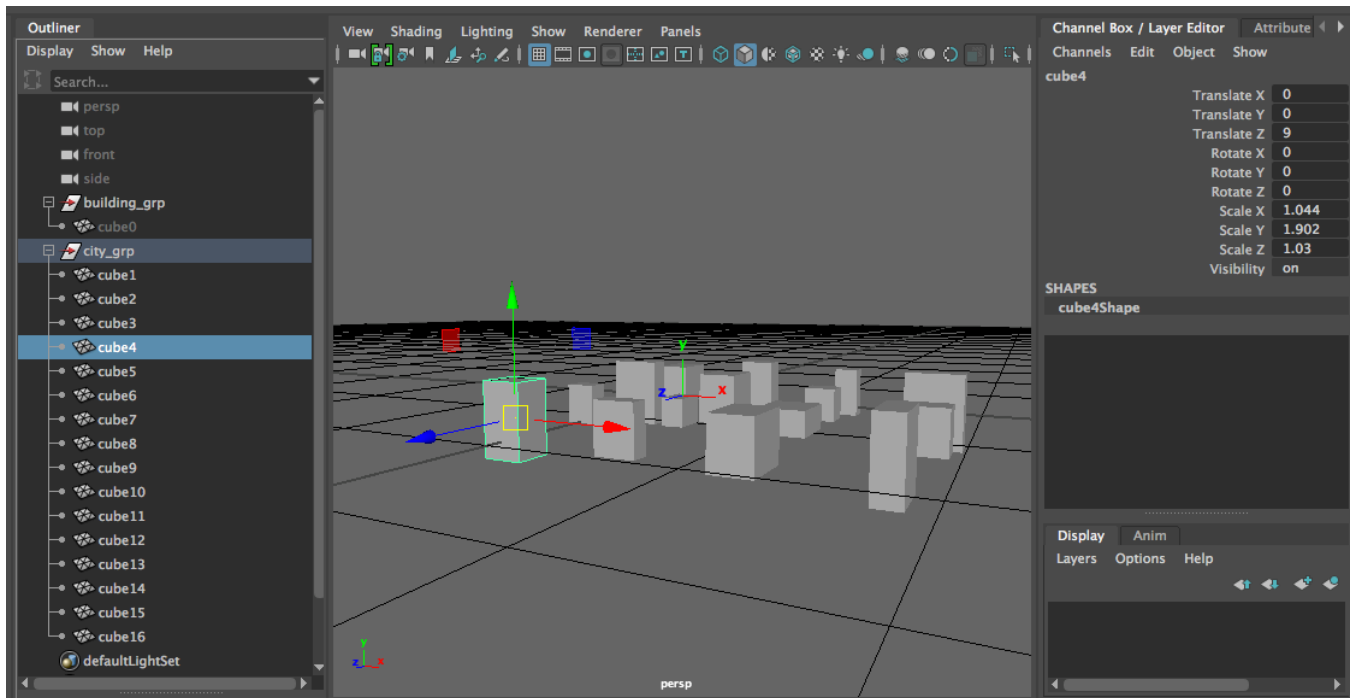 Outliner
Display Show Help
Search...
persp
top
front
side
building_grp
cube0
city_grp
cube1
cube2
cube3
cube4
cube5
cube6
cube7
cube8
cube9
cube10
cube11
cube12
cube13
cube14
cube15
cube16
defaultLightSet
View Shading Lighting Show Renderer Panels
y
z x
y
z x
persp
Channel Box / Layer Editor Attribute
Channels Edit Object Show
cube4
Translate X 0
Translate Y 0
Translate Z 9
Rotate X 0
Rotate Y 0
Rotate Z 0
Scale X 1.044
Scale Y 1.902
Scale Z 1.03
Visibility on
SHAPES
cube4Shape
Display Anim
Layers Options Help